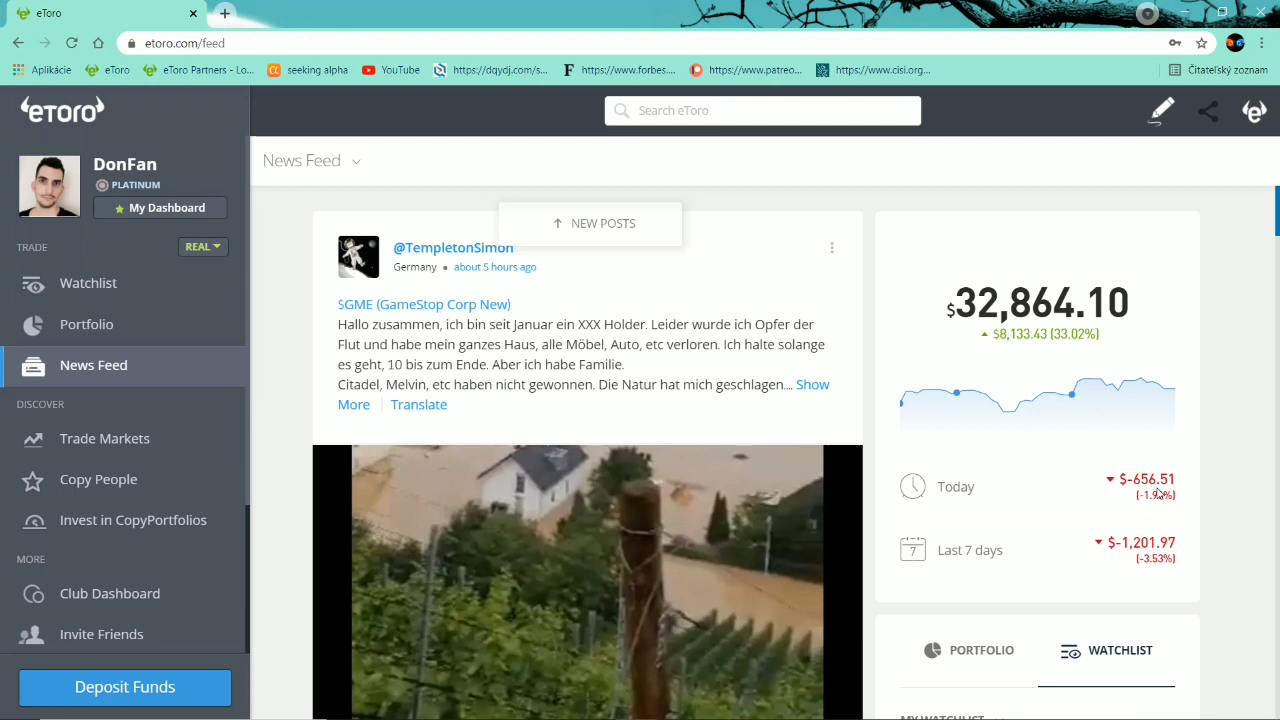 eToro
etoro.com/feed
Aplikácie
eToro
eToro Partners - Lo...
seeking alpha
YouTube
https://dqydj.com/s...
https://www.forbes....
https://www.patreo...
https://www.cisi.org...
Čitateľský zoznam
eToro
Search eToro
DonFan
PLATINUM
My Dashboard
TRADE
REAL
Watchlist
Portfolio
News Feed
DISCOVER
Trade Markets
Copy People
Invest in CopyPortfolios
MORE
Club Dashboard
Invite Friends
Deposit Funds
News Feed
NEW POSTS
@TempletonSimon
Germany • about 5 hours ago
$GME (GameStop Corp New)
Hallo zusammen, ich bin seit Januar ein XXX Holder. Leider wurde ich Opfer der
Flut und habe mein ganzes Haus, alle Möbel, Auto, etc verloren. Ich halte solange
es geht, 10 bis zum Ende. Aber ich habe Familie.
Citadel, Melvin, etc haben nicht gewonnen. Die Natur hat mich geschlagen.... Show
More Translate
$32,864.10
$8,133.43 (33.02%)
Today
$-656.51
7
Last 7 days
$-1,201.97
(-3.53%)
PORTFOLIO
WATCHLIST